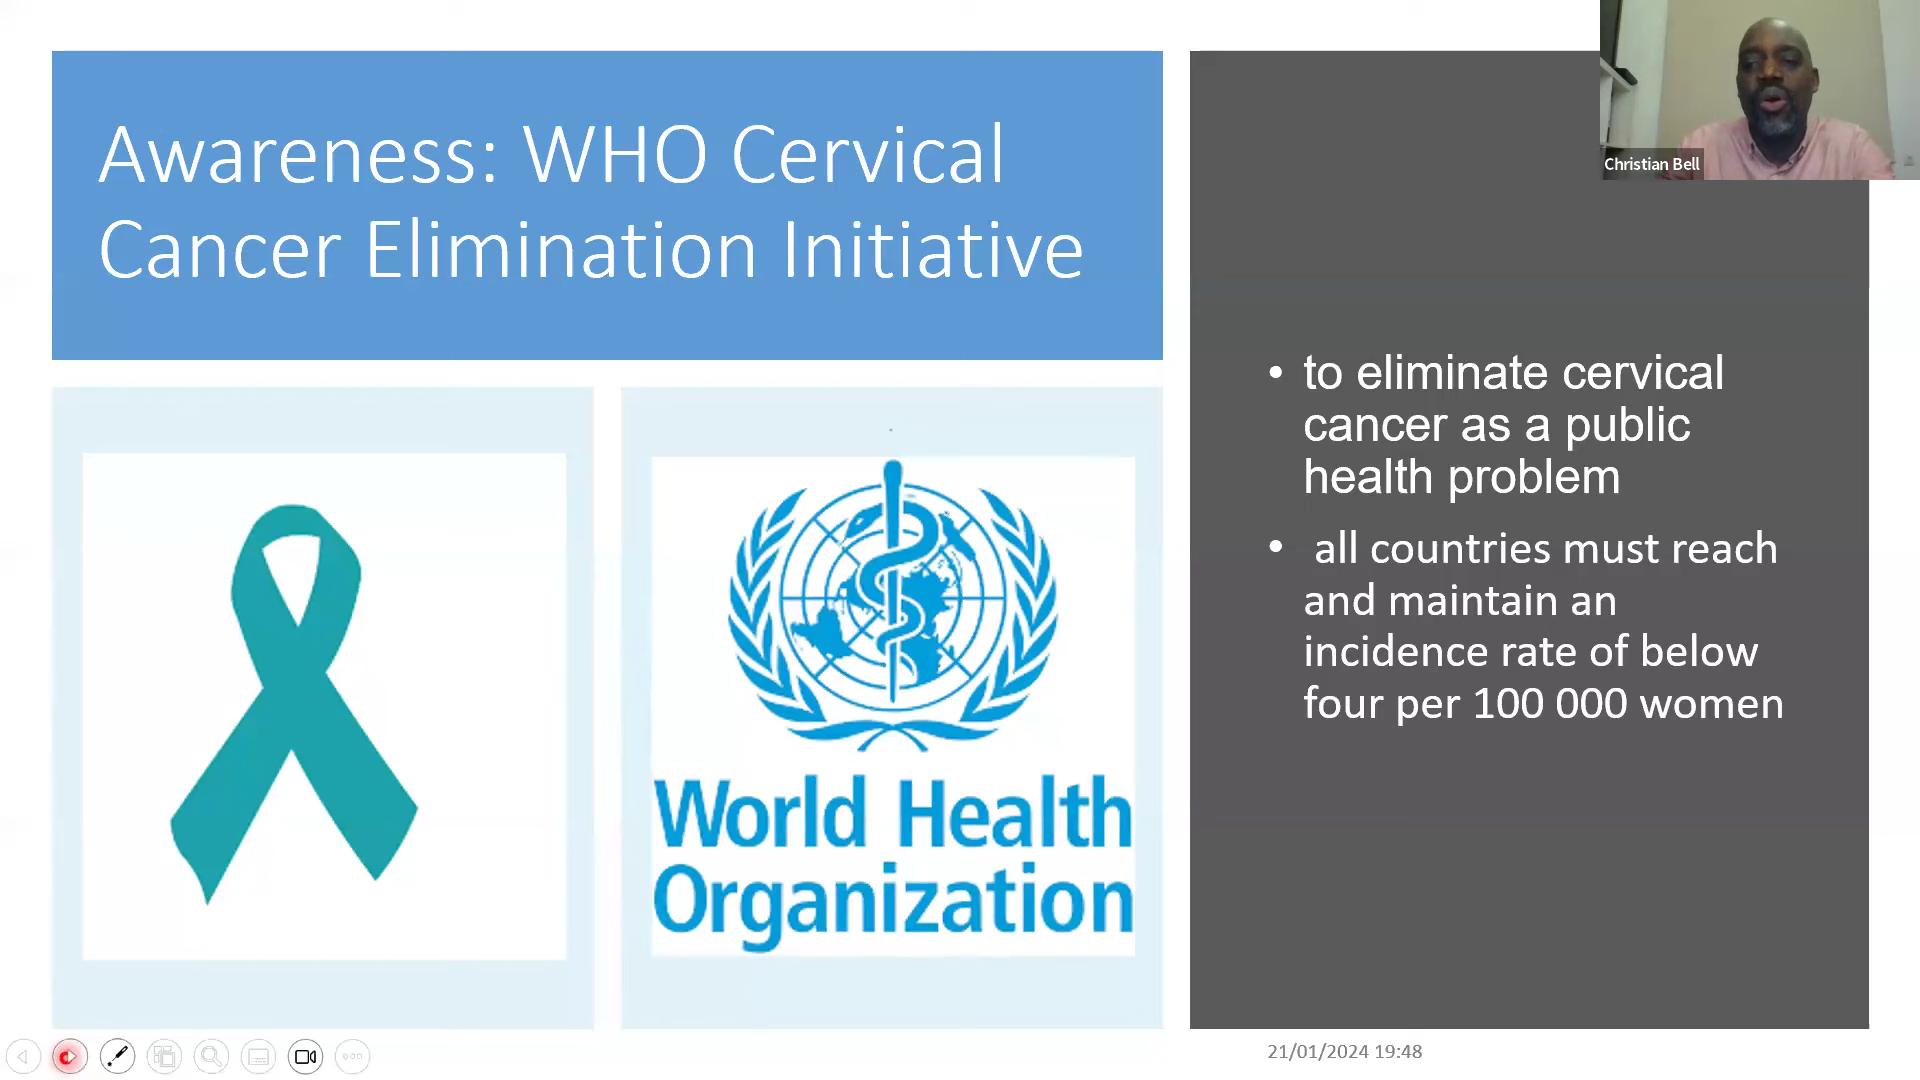 Awareness: WHO Cervical
Cancer Elimination Initiative
World Health
Organization
Christian Bell
• to eliminate cervical
cancer as a public
health problem
• all countries must reach
and maintain an
incidence rate of below
four per 100 000 women
21/01/2024 19:48